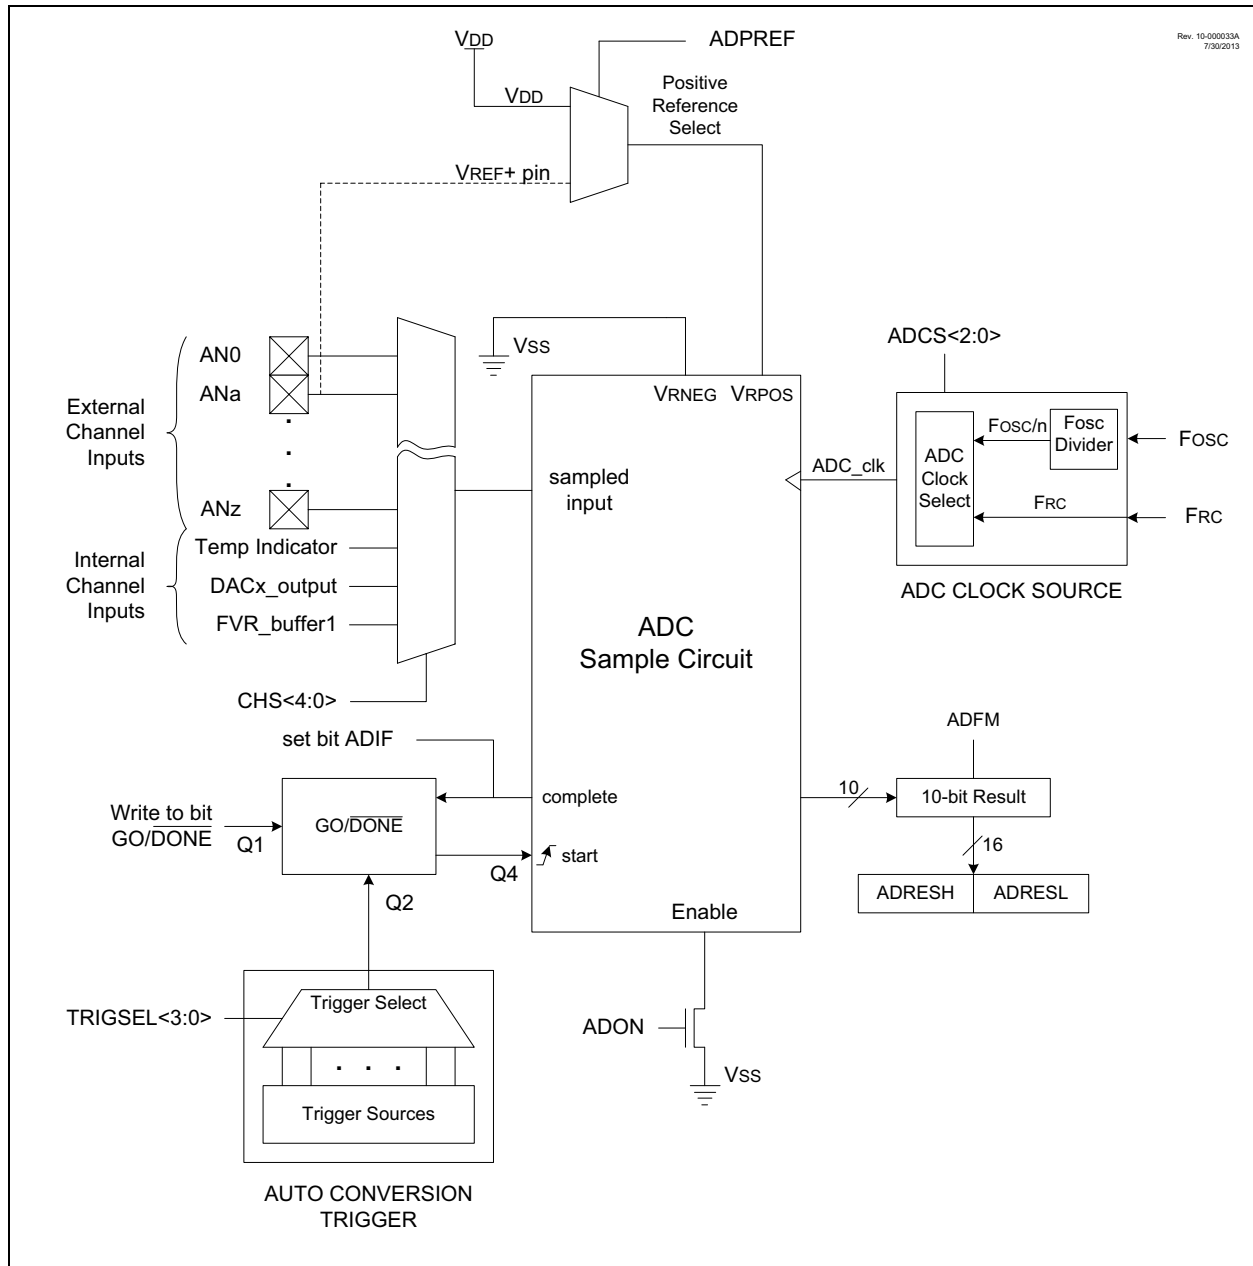 Rev. 10-000033A
7/30/2013
VDD
ADPREF
VDD
Positive
Reference
Select
VREF+ pin
VSS
ADCS<2:0>
AN0
ANa
External
Channel
Inputs
.
.
.
ANz
Internal
Channel
Inputs
Temp Indicator
DACx_output
FVR_buffer1
CHS<4:0>
VRNEG VRPOS
sampled
input
ADC_clk
ADC
Clock
Select
FOSC/n
Fosc
Divider
FRC
FOSC
FRC
ADC CLOCK SOURCE
ADC
Sample Circuit
set bit ADIF
ADFM
Write to bit
GO/DONE
Q1
GO/DONE
complete
Q4
start
10
10-bit Result
16
ADRESH
ADRESL
Q2
Enable
TRIGSEL<3:0>
Trigger Select
. . .
Trigger Sources
ADON
VSS
AUTO CONVERSION
TRIGGER